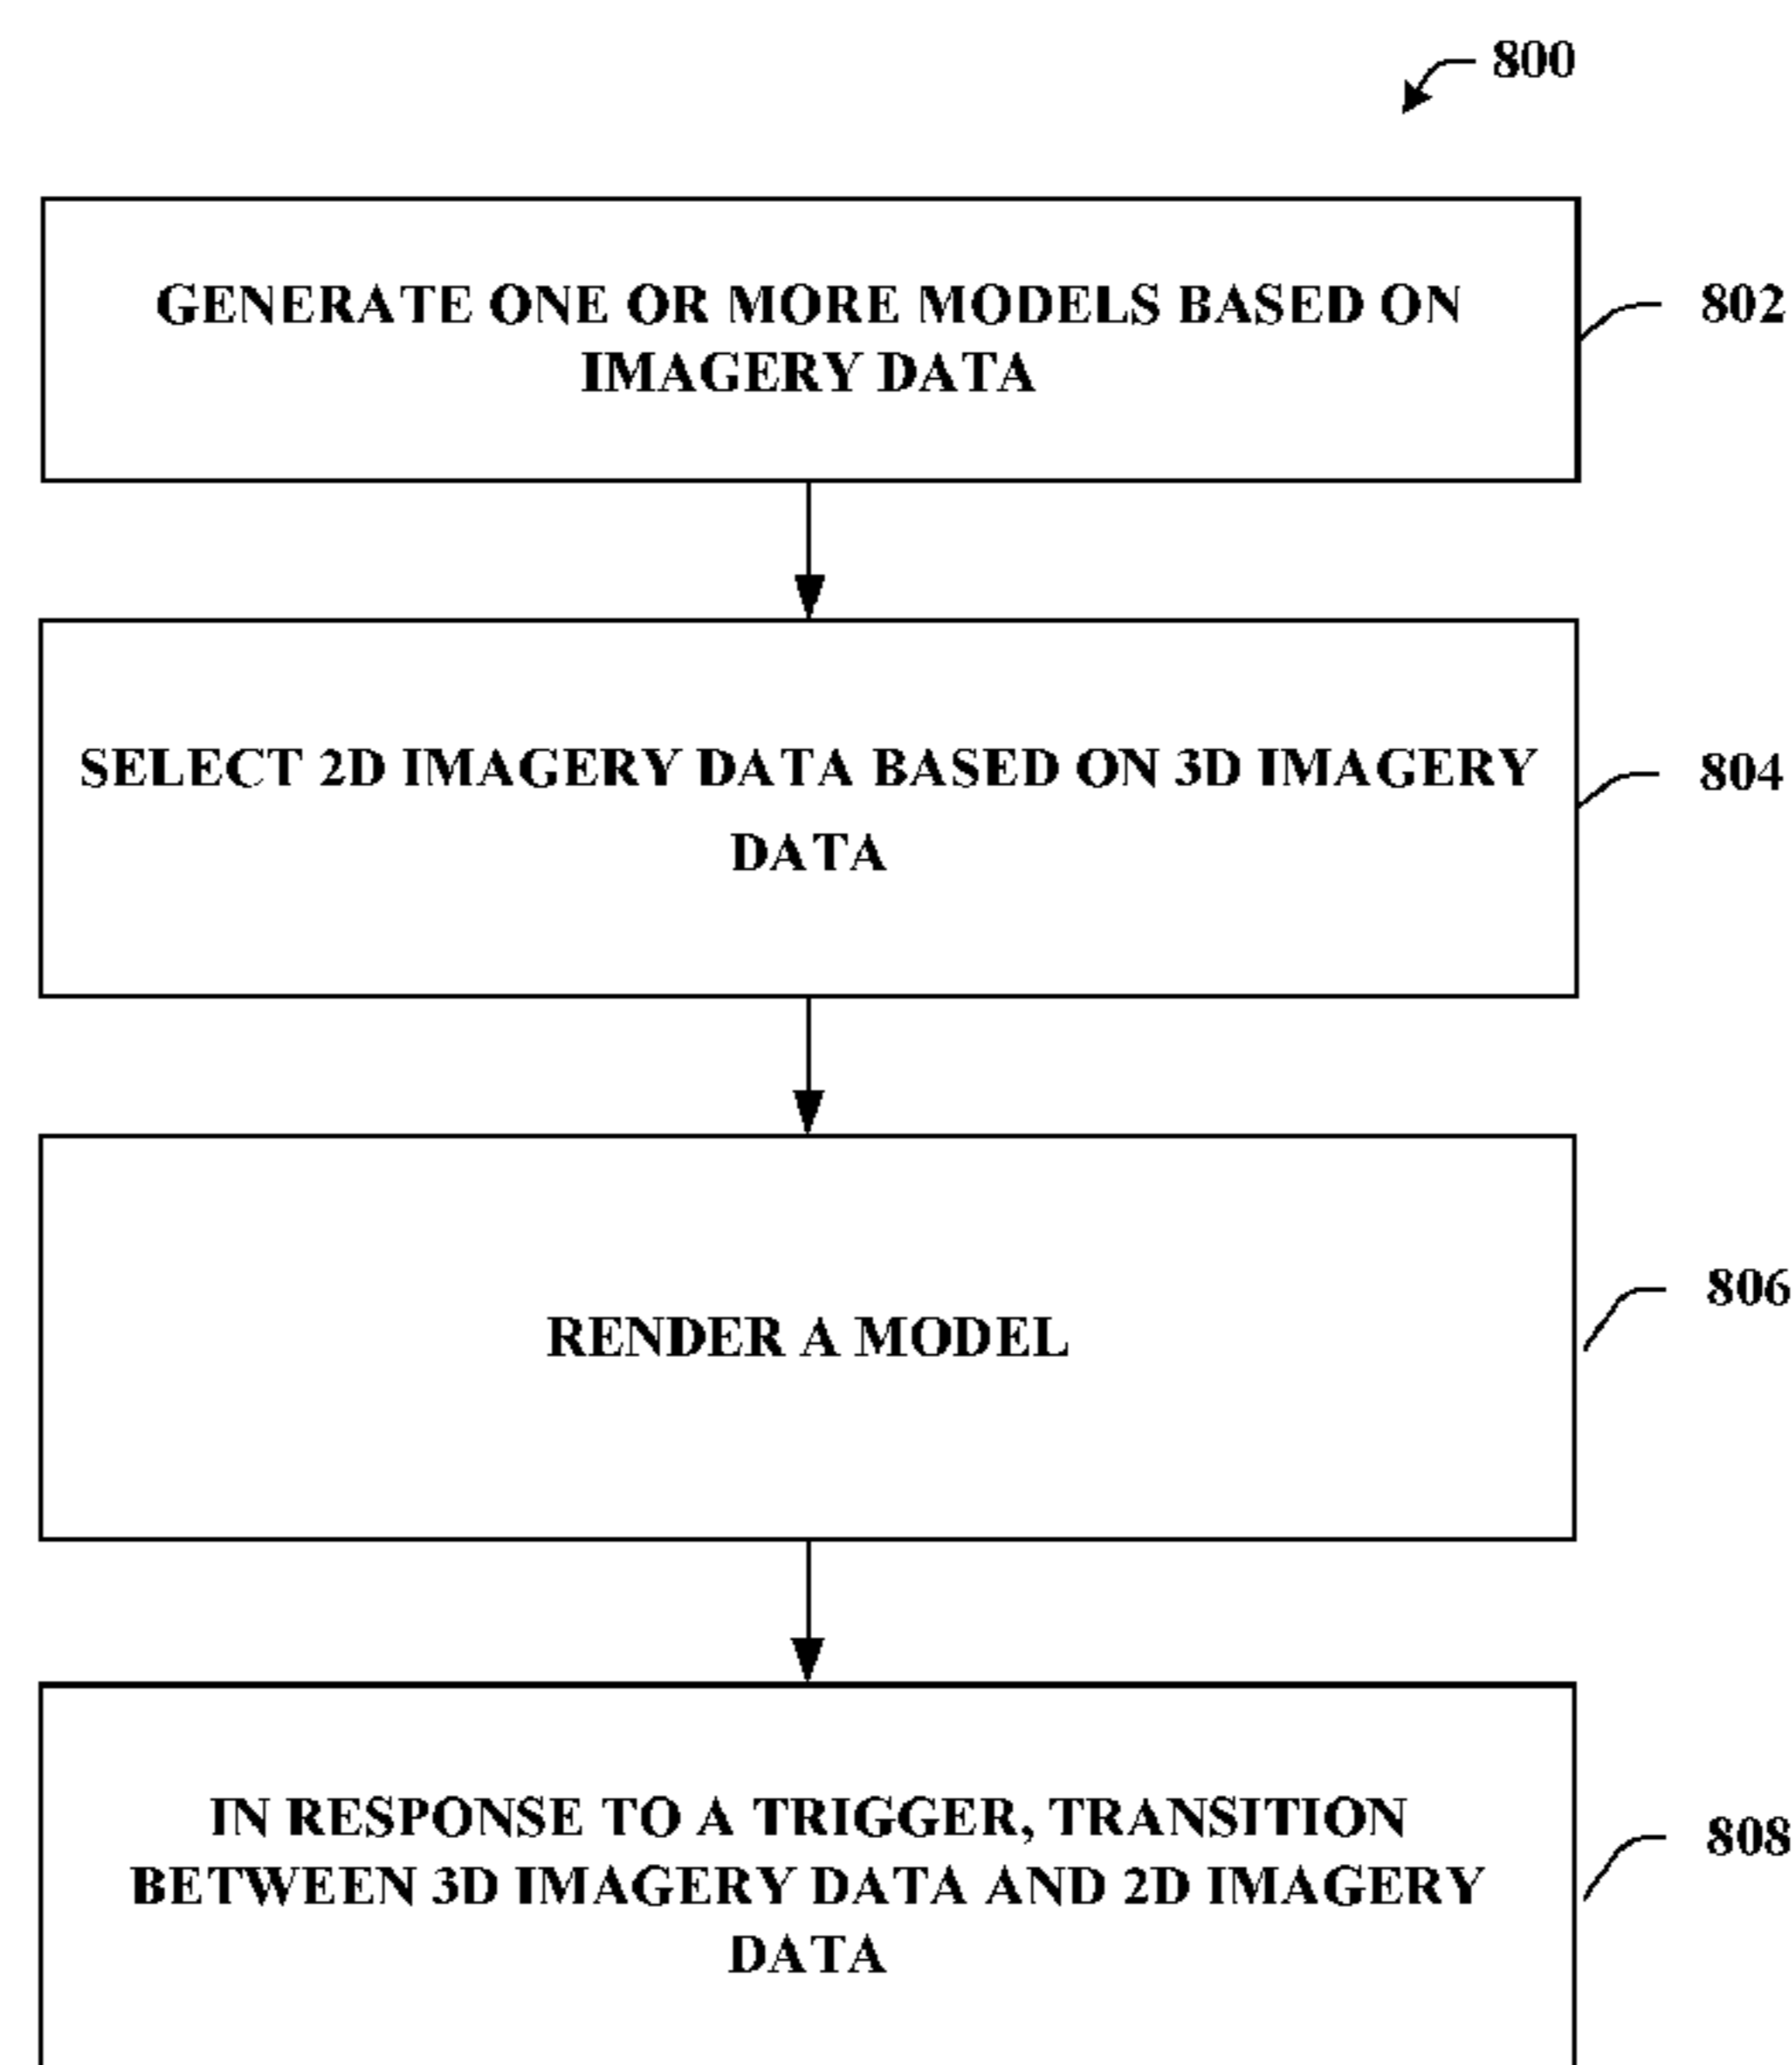 800
GENERATE ONE OR MORE MODELS BASED ON
IMAGERY DATA
802
SELECT 2D IMAGERY DATA BASED ON 3D IMAGERY
DATA
804
RENDER A MODEL
806
IN RESPONSE TO A TRIGGER, TRANSITION
BETWEEN 3D IMAGERY DATA AND 2D IMAGERY
DATA
808